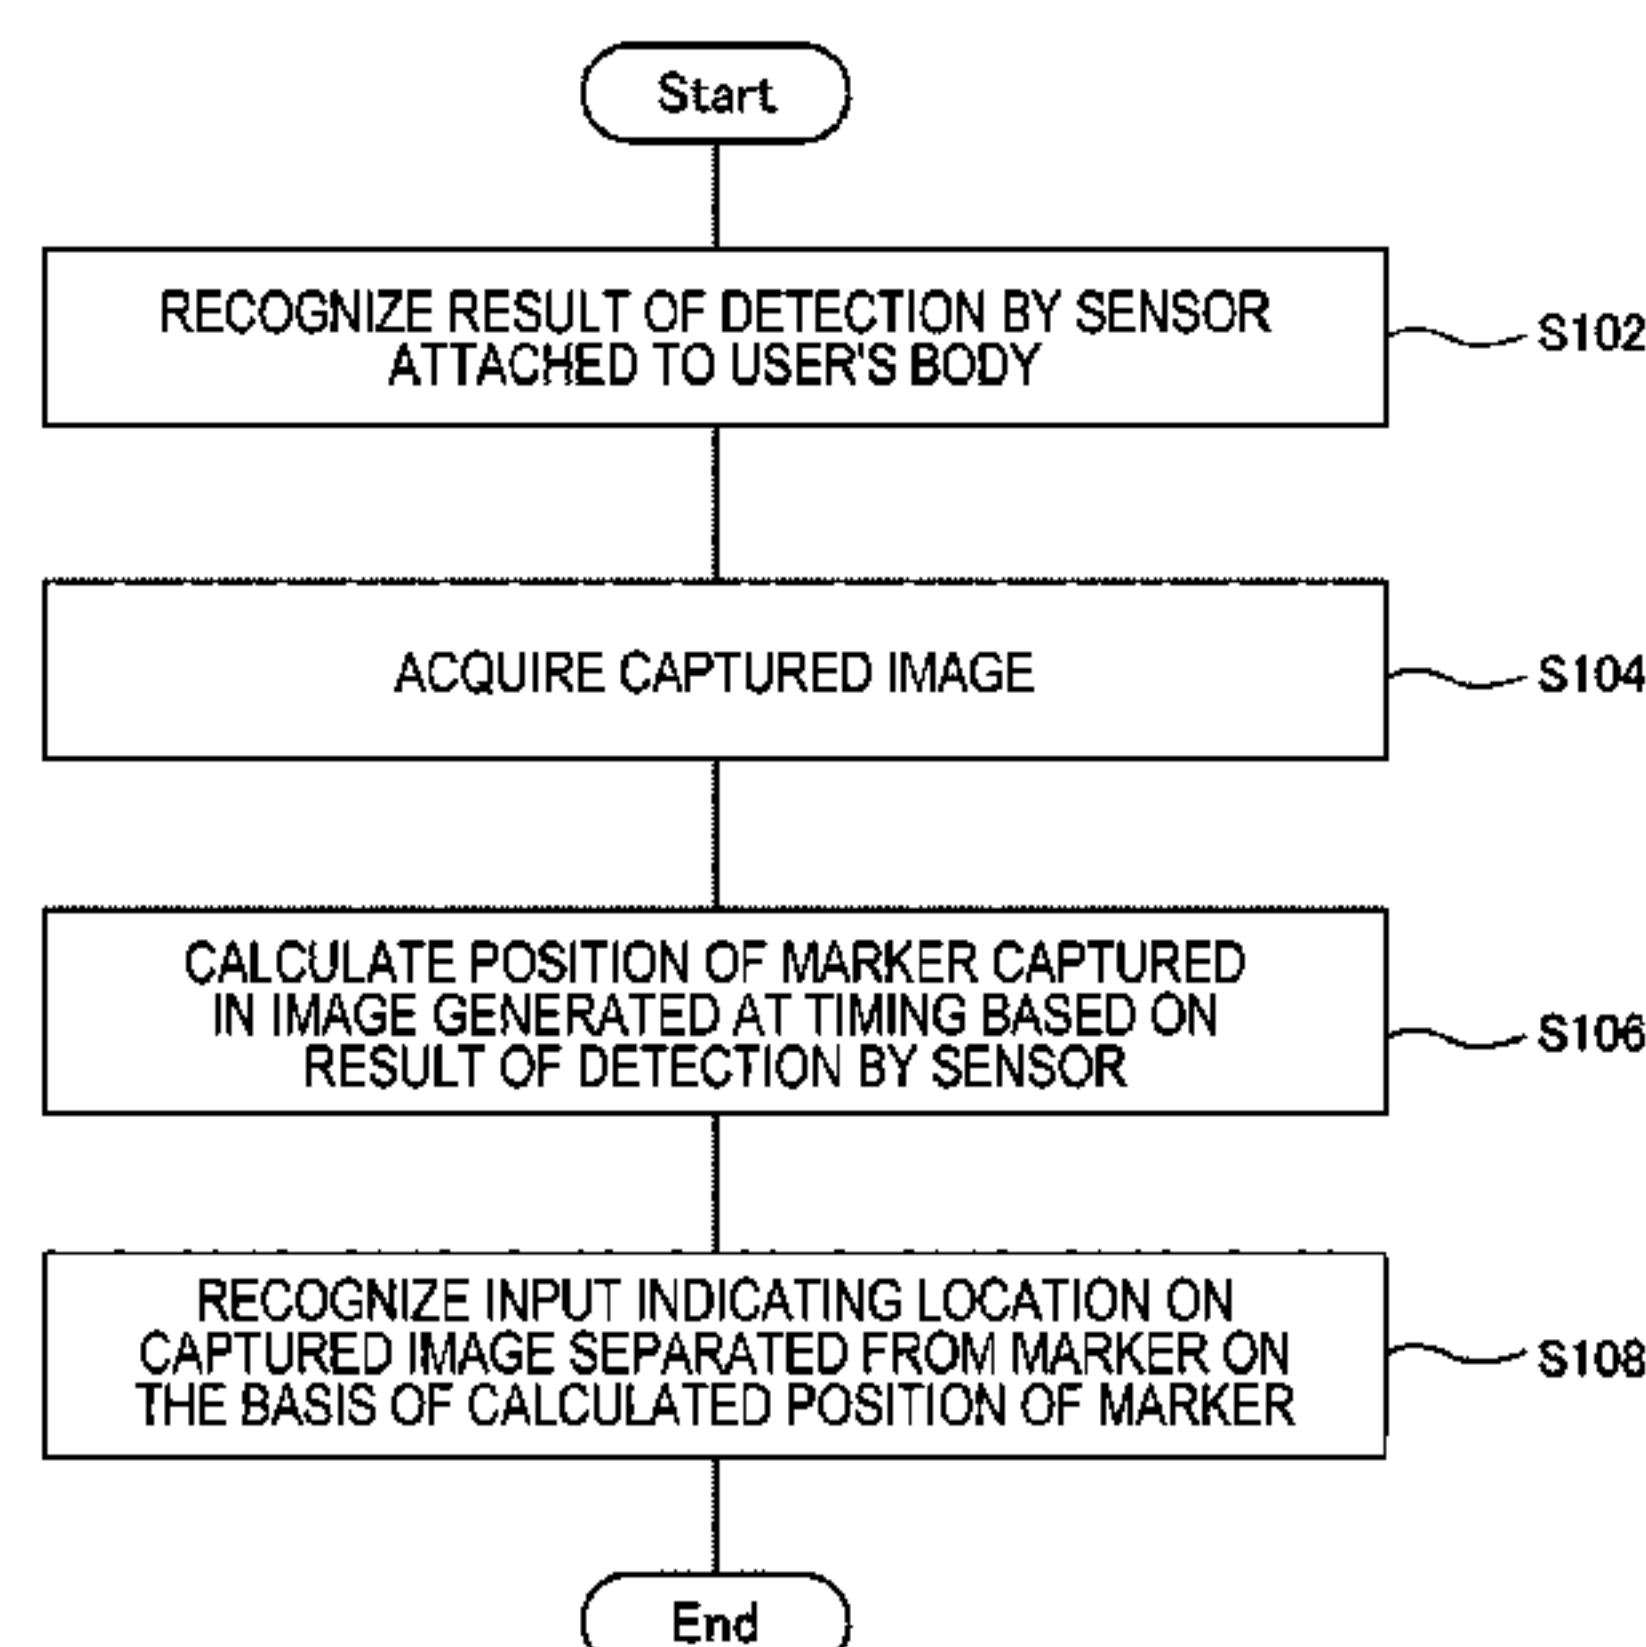 Start
RECOGNIZE RESULT OF DETECTION BY SENSOR
ATTACHED TO USER'S BODY
S102
ACQUIRE CAPTURED IMAGE
S104
CALCULATE POSITION OF MARKER CAPTURED
IN IMAGE GENERATED AT TIMING BASED ON
RESULT OF DETECTION BY SENSOR
S106
RECOGNIZE INPUT INDICATING LOCATION ON
CAPTURED IMAGE SEPARATED FROM MARKER ON
THE BASIS OF CALCULATED POSITION OF MARKER
S108
End